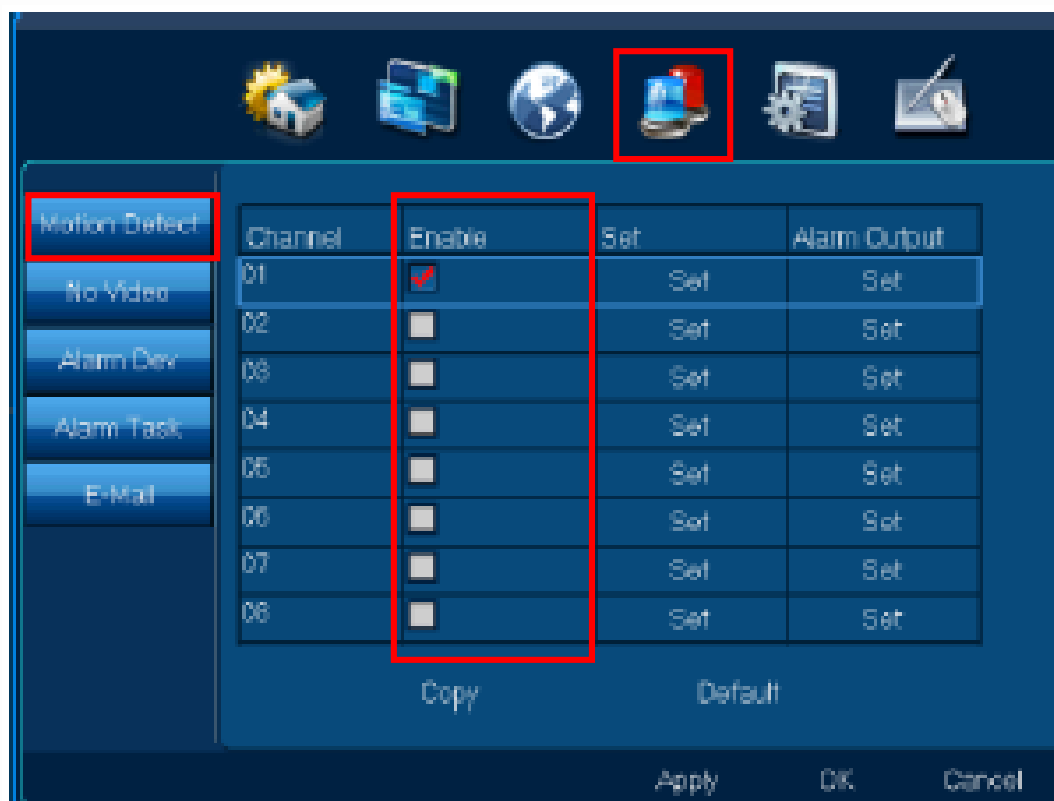 Motion Detect
No Video
Alarm Dev
Alarm Task
E-Mail
Channel Enable Set Alarm Output
01 Set Set
02 Set Set
03 Set Set
04 Set Set
05 Set Set
06 Set Set
07 Set Set
08 Set Set
Copy Default
Apply OK Cancel